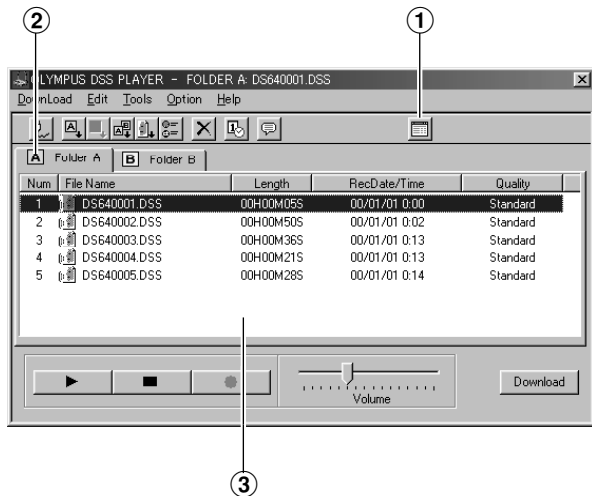 ② ①
OLYMPUS DSS PLAYER - FOLDER A: DS640001.DSS
DownLoad Edit Tools Option Help
A Folder A B Folder B
Num File Name Length RecDate/Time Quality
1 DS640001.DSS 00H00M05S 00/01/01 0:00 Standard
2 DS640002.DSS 00H00M50S 00/01/01 0:02 Standard
3 DS640003.DSS 00H00M36S 00/01/01 0:13 Standard
4 DS640004.DSS 00H00M21S 00/01/01 0:13 Standard
5 DS640005.DSS 00H00M28S 00/01/01 0:14 Standard
Volume
Download
③